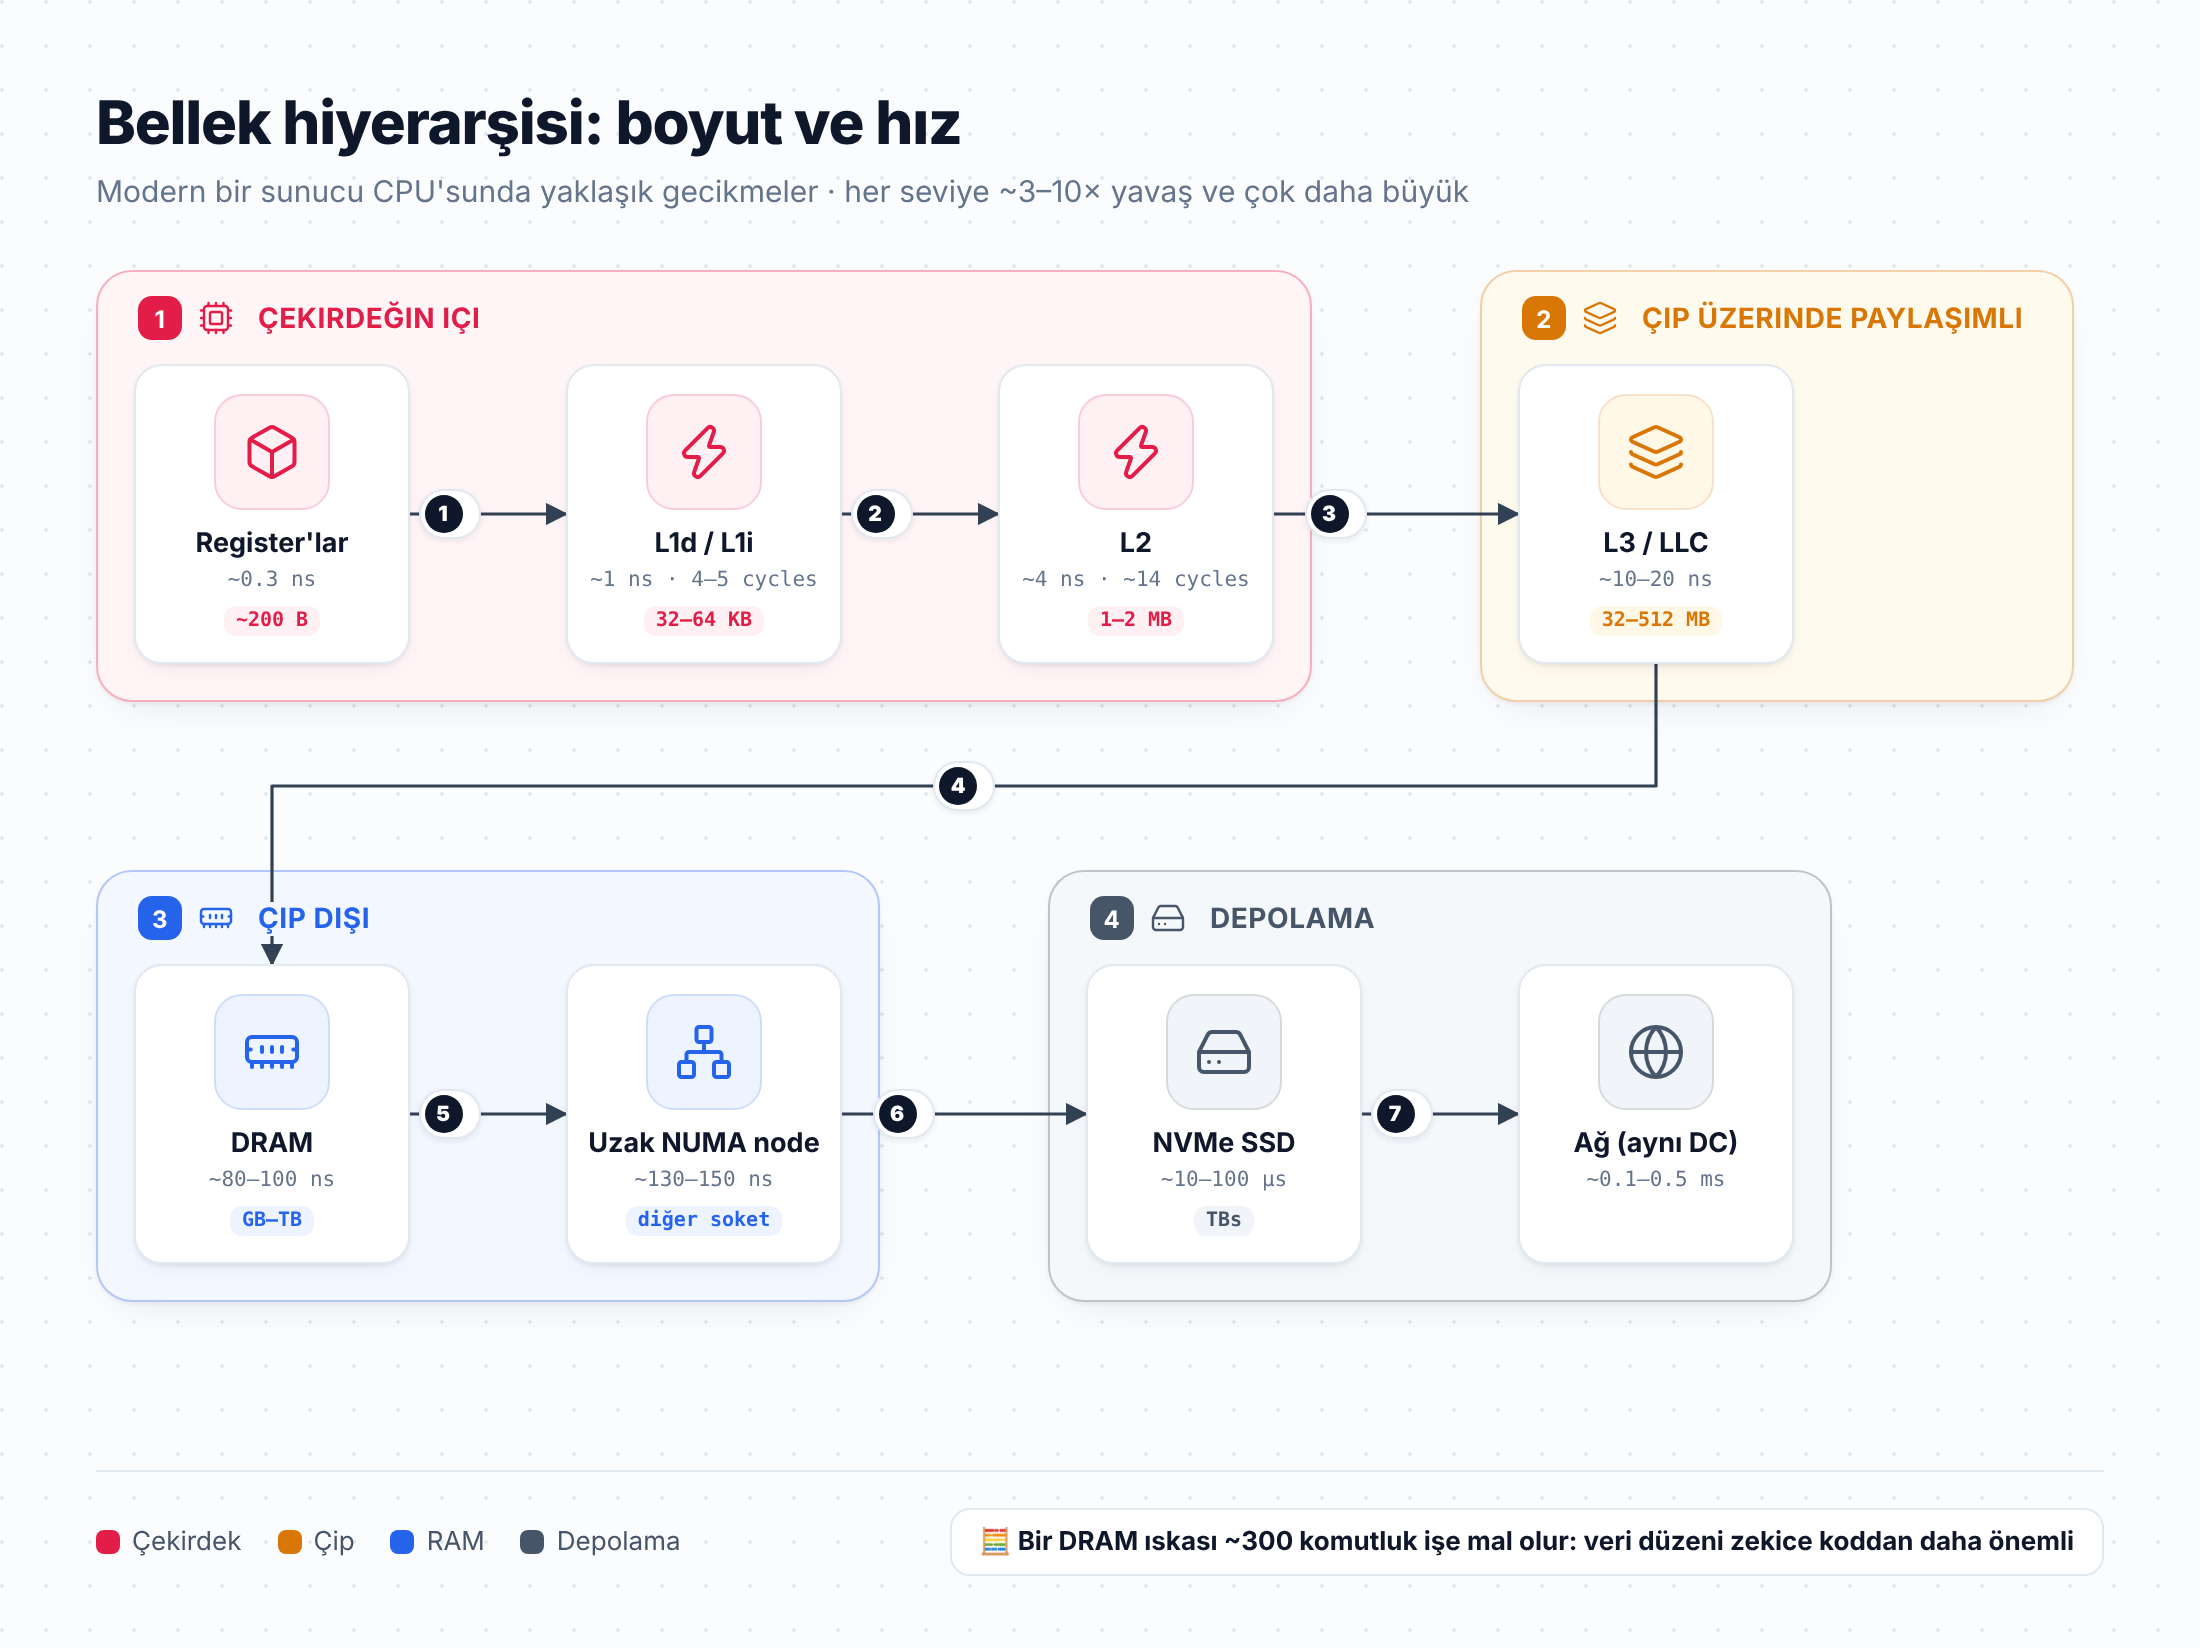 Bellek hiyerarşisi: boyut ve hız
Modern bir sunucu CPU'sunda yaklaşık gecikmeler · her seviye ~3–10× yavaş ve çok daha büyük
1 ÇEKIRDEĞIN IÇI
2 ÇIP ÜZERINDE PAYLAŞIMLI
Register'lar
~0.3 ns
~200 B
1
L1d / L1i
~1 ns · 4–5 cycles
32–64 KB
2
L2
~4 ns · ~14 cycles
1–2 MB
3
L3 / LLC
~10–20 ns
32–512 MB
4
3 ÇIP DIŞI
4 DEPOLAMA
DRAM
~80–100 ns
GB–TB
5
Uzak NUMA node
~130–150 ns
diğer soket
6
NVMe SSD
~10–100 µs
TBs
7
Ağ (aynı DC)
~0.1–0.5 ms
Çekirdek
Çip
RAM
Depolama
🧮 Bir DRAM ıskası ~300 komutluk işe mal olur: veri düzeni zekice koddan daha önemli